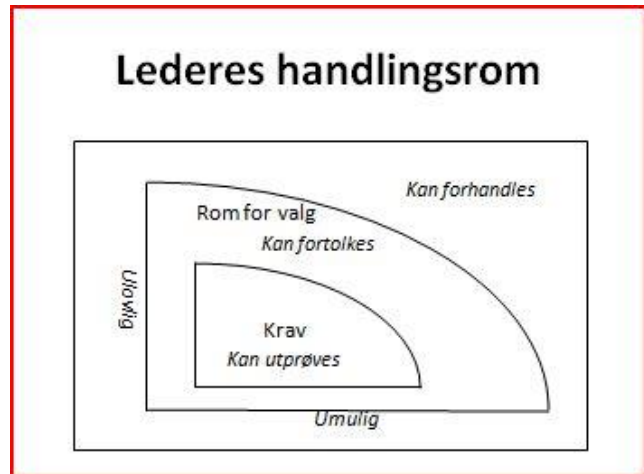 Lederes handlingsrom
Kan forhandles
Rom for valg
Kan fortolkes
Ulovlig
Krav
Kan utprøves
Umulig